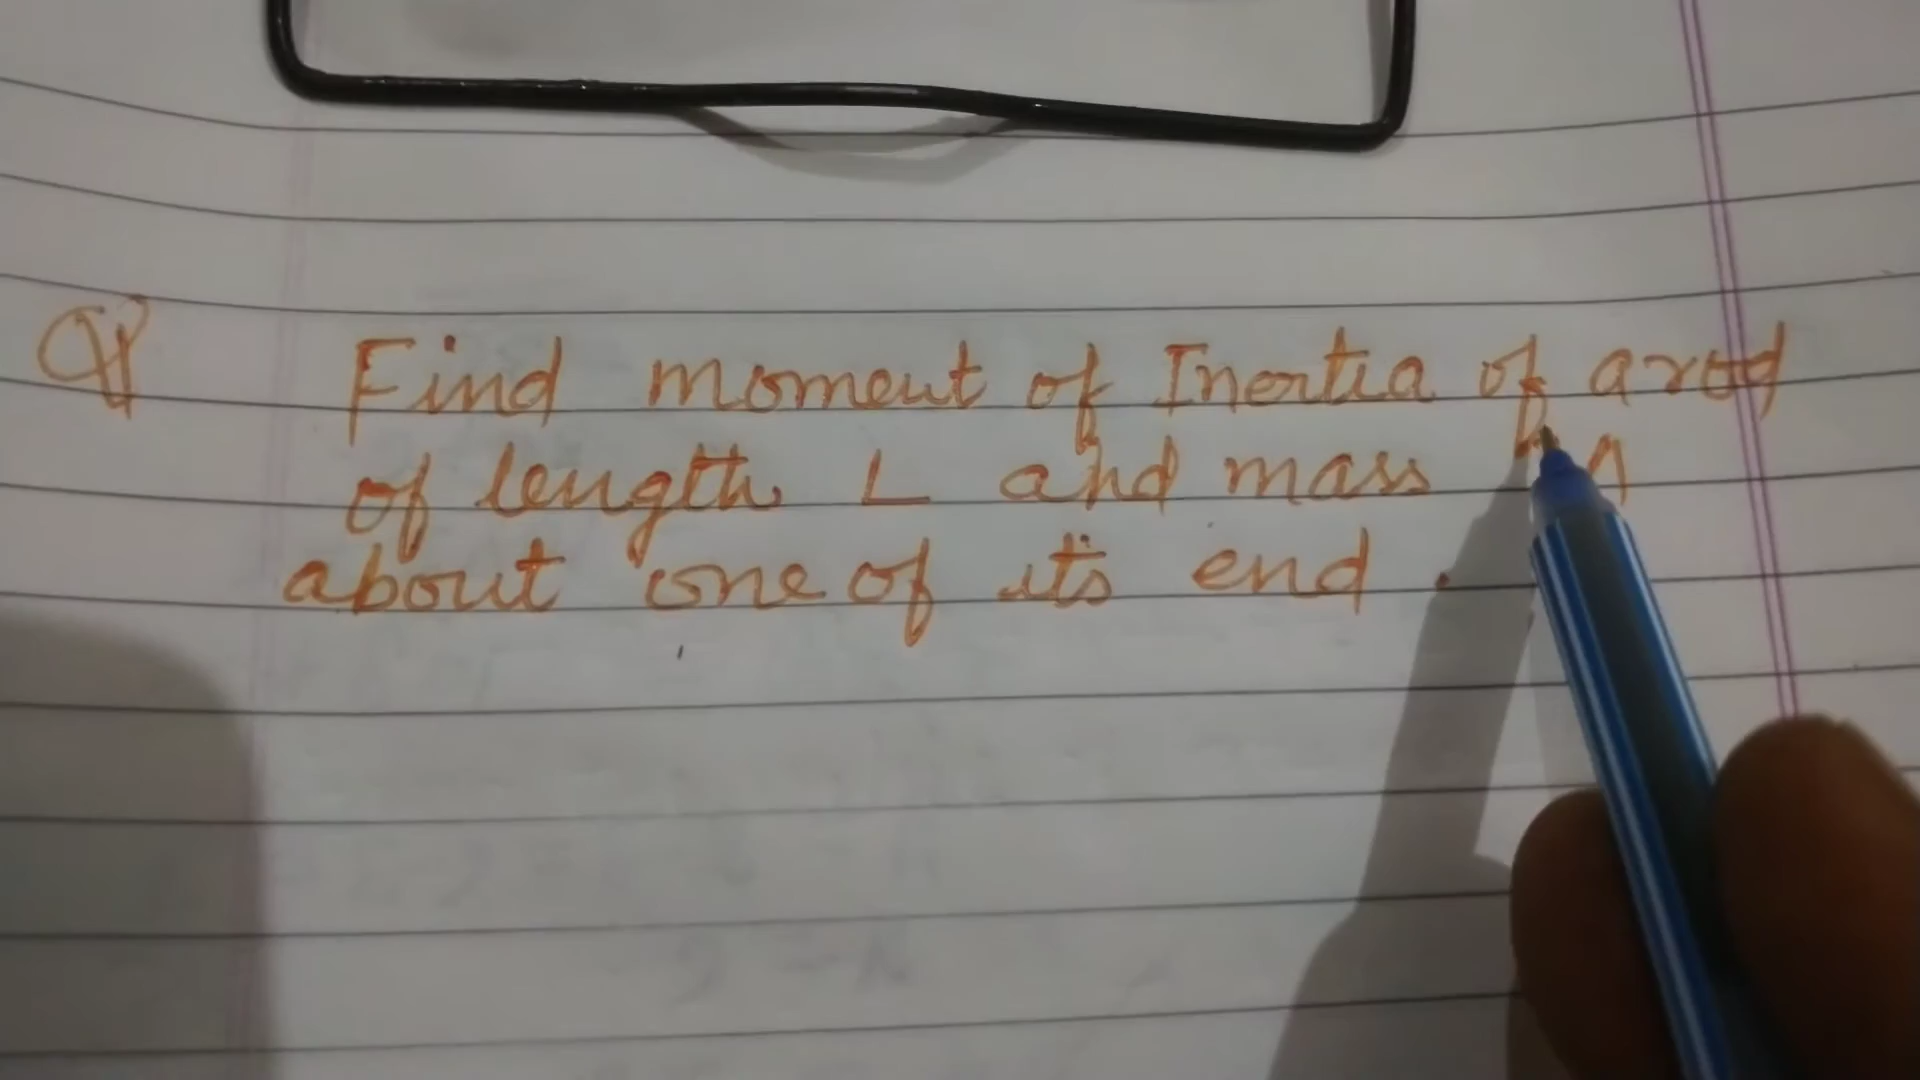 Q Find moment of Inertia of a rod
of length L and mass
about one of its end .